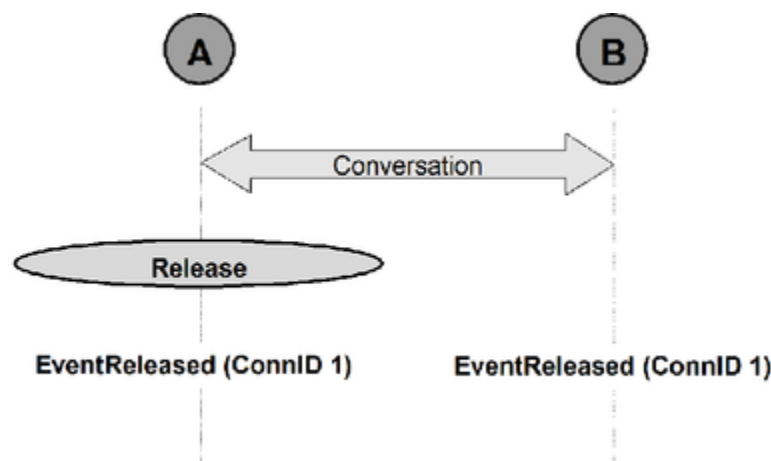 A
B
Conversation
Release
EventReleased (ConnID 1)
EventReleased (ConnID 1)